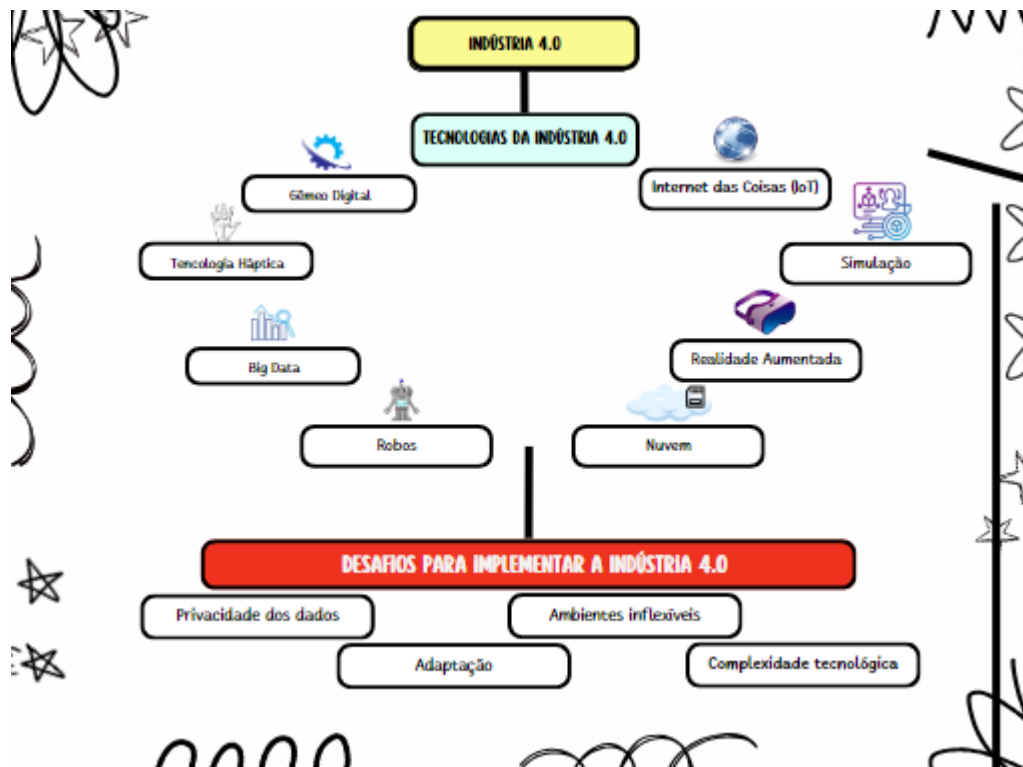 INDÚSTRIA 4.0
TECNOLOGIAS DA INDÚSTRIA 4.0
Gêmeo Digital
Internet das Coisas (IoT)
Tencologia Háptica
Simulação
Big Data
Realidade Aumentada
Robos
Nuvem
DESAFIOS PARA IMPLEMENTAR A INDÚSTRIA 4.0
Privacidade dos dados
Ambientes inflexíveis
Adaptação
Complexidade tecnológica